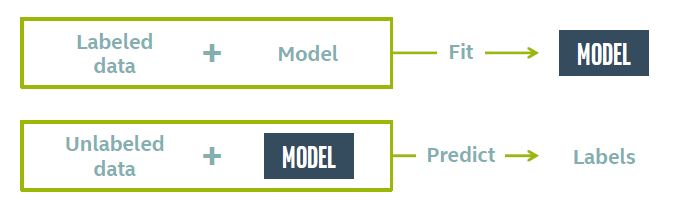 Labeled
data
+
Model
Fit
MODEL
Unlabeled
data
+
MODEL
Predict
Labels